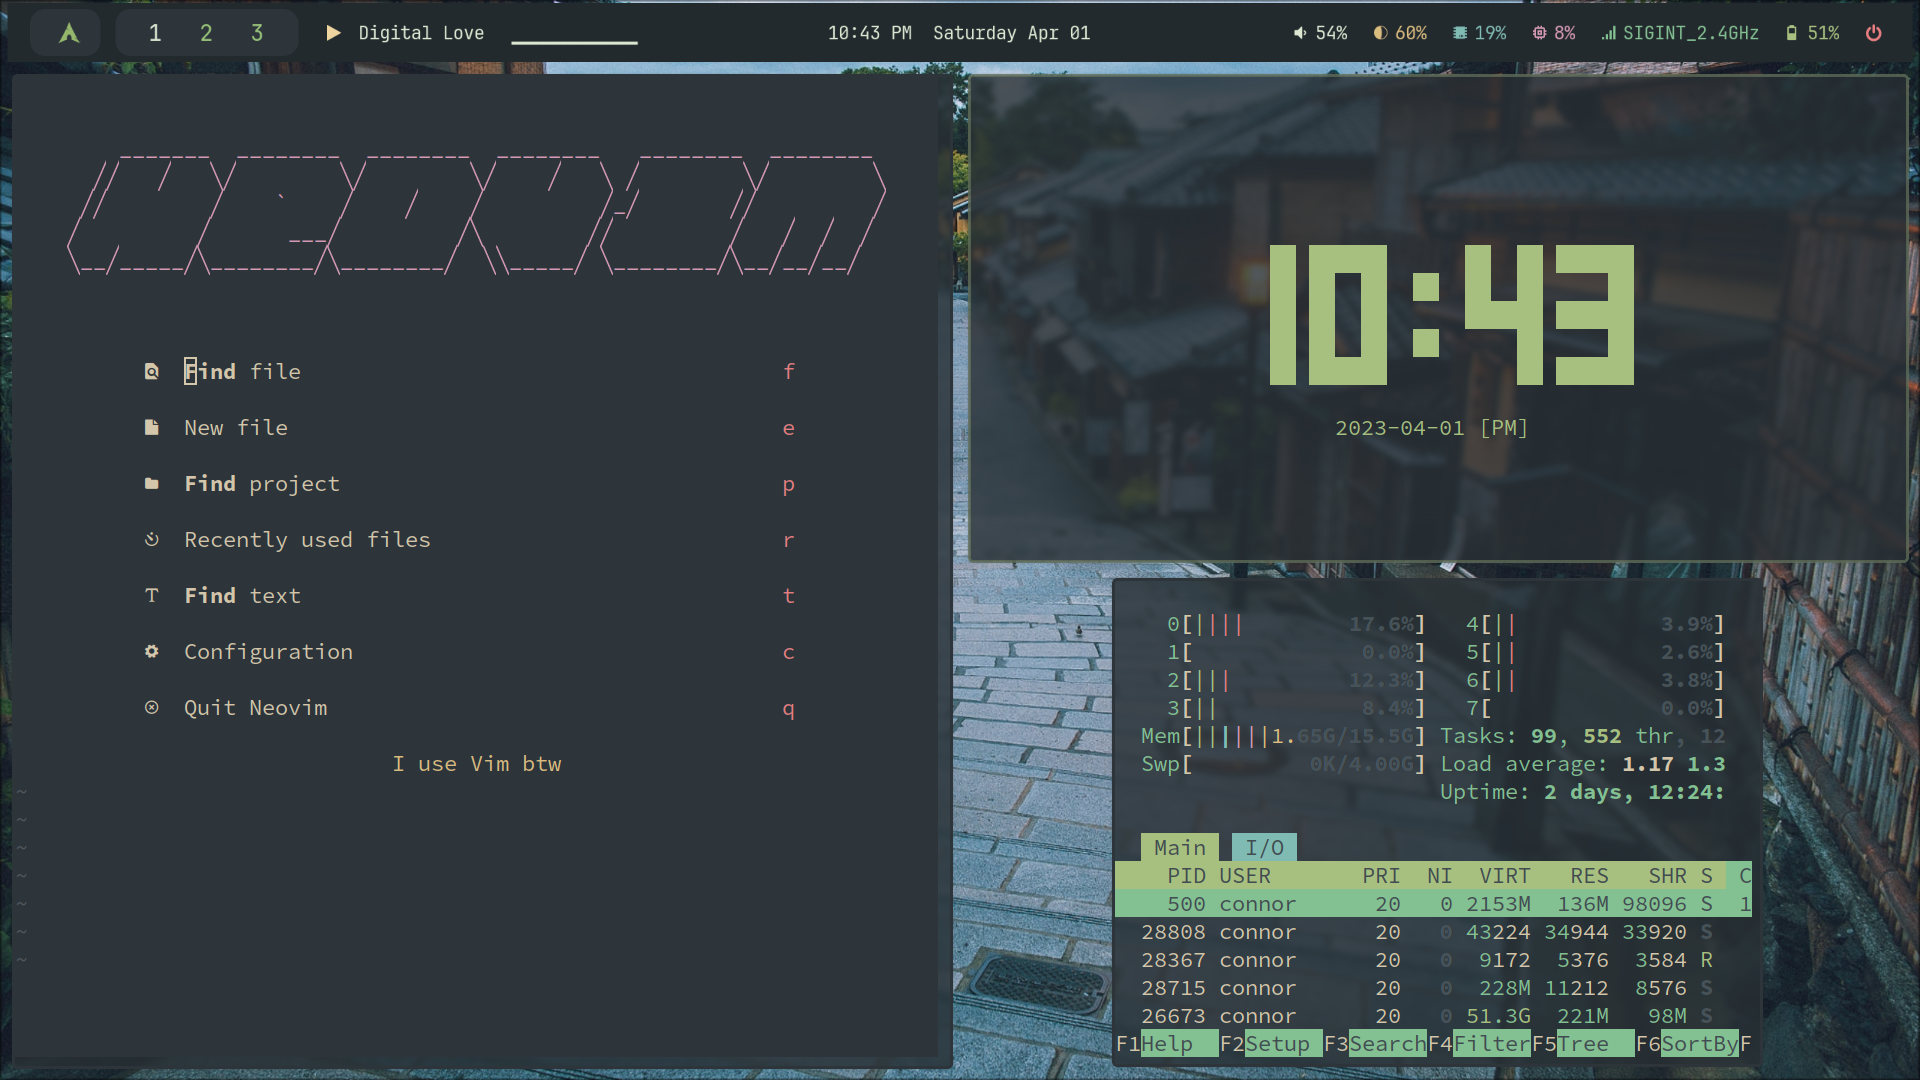 1 2 3 Digital Love 10:43 PM Saturday Apr 01 54% 60% 19% 8% SIGINT_2.4GHz 51%
NEOVIM
Find file f
New file e
Find project p
Recently used files r
Find text t
Configuration c
Quit Neovim q
I use Vim btw
~
~
~
~
~
~
~
10:43
2023-04-01 [PM]
0[|||| 17.6%] 4[|| 3.9%]
1[ 0.0%] 5[|| 2.6%]
2[||| 12.3%] 6[|| 3.8%]
3[|| 8.4%] 7[ 0.0%]
Mem[||||||1.65G/15.5G] Tasks: 99, 552 thr, 12
Swp[ 0K/4.00G] Load average: 1.17 1.3
Uptime: 2 days, 12:24:
Main I/O
PID USER PRI NI VIRT RES SHR S C
500 connor 20 0 2153M 136M 98096 S 1
28808 connor 20 0 43224 34944 33920 S
28367 connor 20 0 9172 5376 3584 R
28715 connor 20 0 228M 11212 8576 S
26673 connor 20 0 51.3G 221M 98M S
F1Help F2Setup F3SearchF4FilterF5Tree F6SortByF